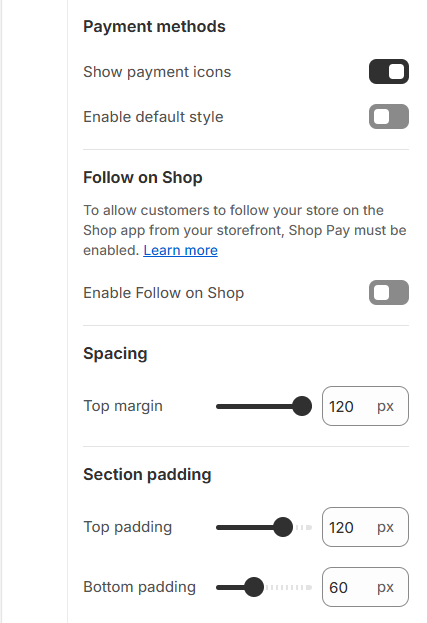 Payment methods
Show payment icons
Enable default style
Follow on Shop
To allow customers to follow your store on the
Shop app from your storefront, Shop Pay must be
enabled. Learn more
Enable Follow on Shop
Spacing
Top margin 120 px
Section padding
Top padding 120 px
Bottom padding 60 px